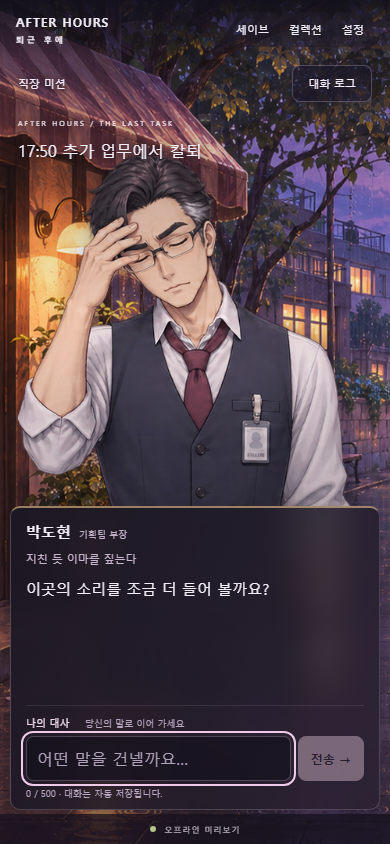 AFTER HOURS
퇴근 후에
세이브 컬렉션 설정
직장 미션
대화 로그
AFTER HOURS / THE LAST TASK
17:50 추가 업무에서 칼퇴
박도현 기획팀 부장
지친 듯 이마를 짚는다
이곳의 소리를 조금 더 들어 볼까요?
나의 대사 당신의 말로 이어 가세요
어떤 말을 건넬까요...
전송 →
0 / 500 · 대화는 자동 저장됩니다.
오프라인 미리보기